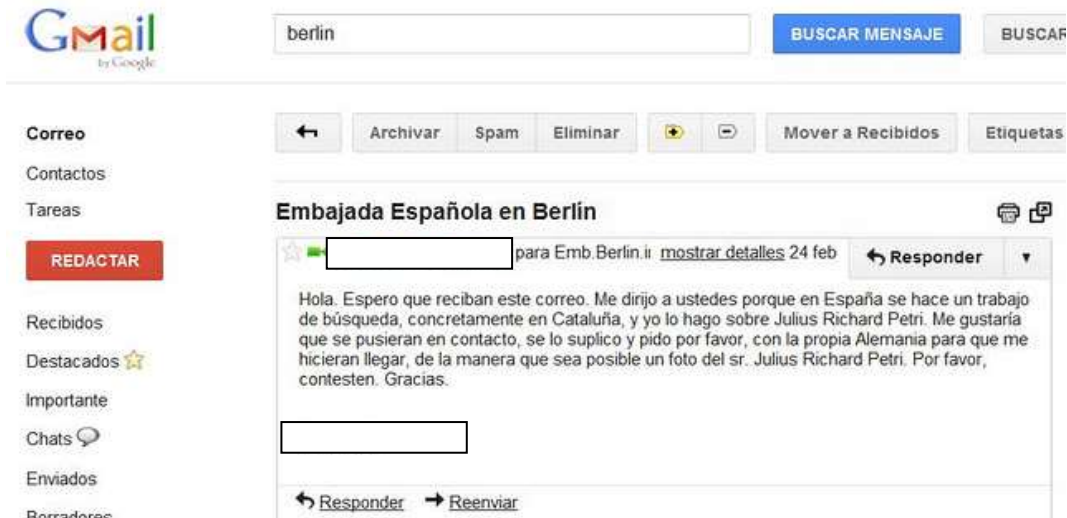 Gmail
by Google
berlin
BUSCAR MENSAJE
BUSCAR
Correo
Contactos
Tareas
REDACTAR
Recibidos
Destacados
Importante
Chats
Enviados
Borradores
Archivar Spam Eliminar Mover a Recibidos Etiquetas
Embajada Española en Berlín
para Emb.Berlin.ii mostrar detalles 24 feb Responder
Hola. Espero que reciban este correo. Me dirijo a ustedes porque en España se hace un trabajo
de búsqueda, concretamente en Cataluña, y yo lo hago sobre Julius Richard Petri. Me gustaría
que se pusieran en contacto, se lo suplico y pido por favor, con la propia Alemania para que me
hicieran llegar, de la manera que sea posible un foto del sr. Julius Richard Petri. Por favor,
contesten. Gracias.
Responder Reenviar